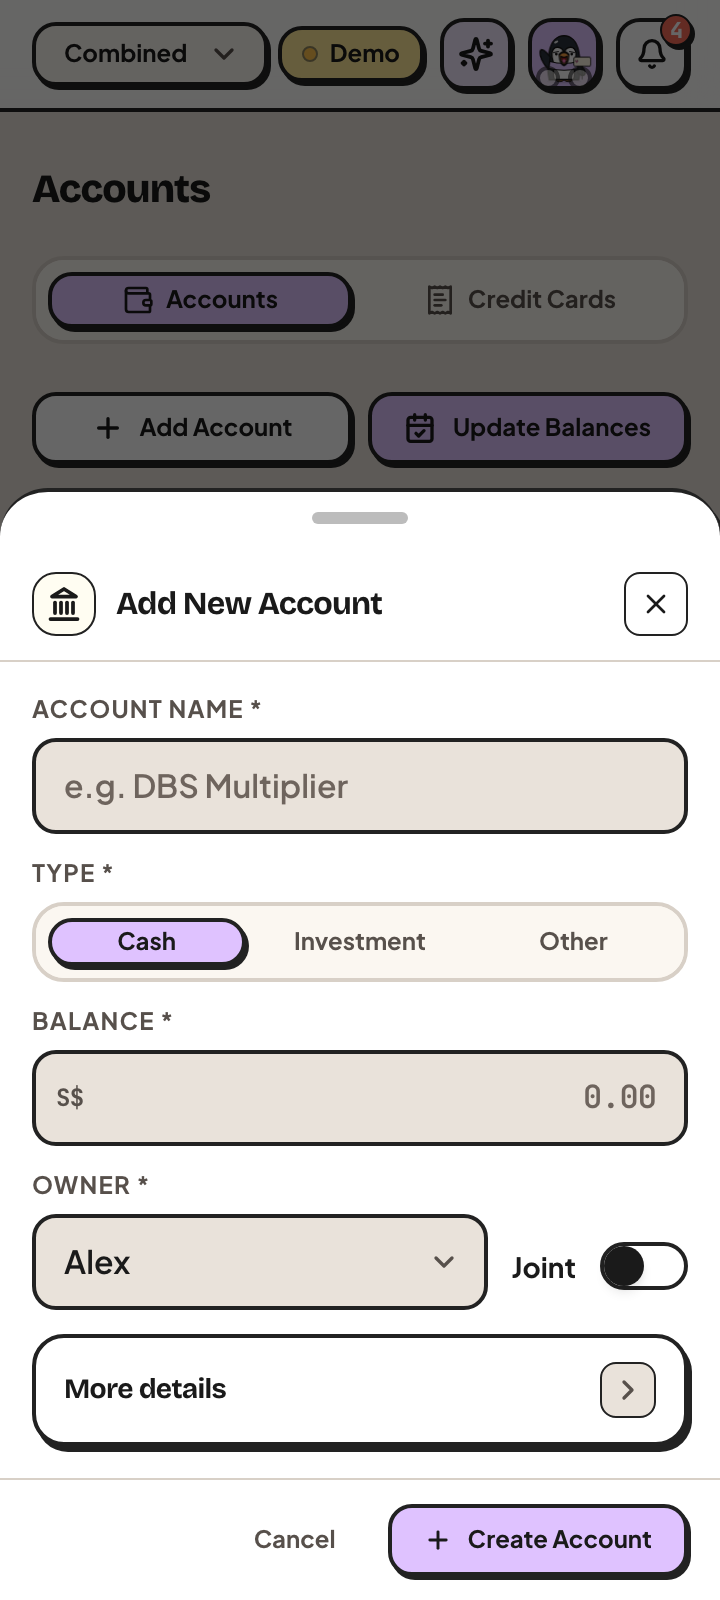 Combined
Demo
4
Accounts
Accounts
Credit Cards
Add Account
Update Balances
Add New Account
ACCOUNT NAME *
e.g. DBS Multiplier
TYPE *
Cash
Investment
Other
BALANCE *
S$
0.00
OWNER *
Alex
Joint
More details
Cancel
Create Account